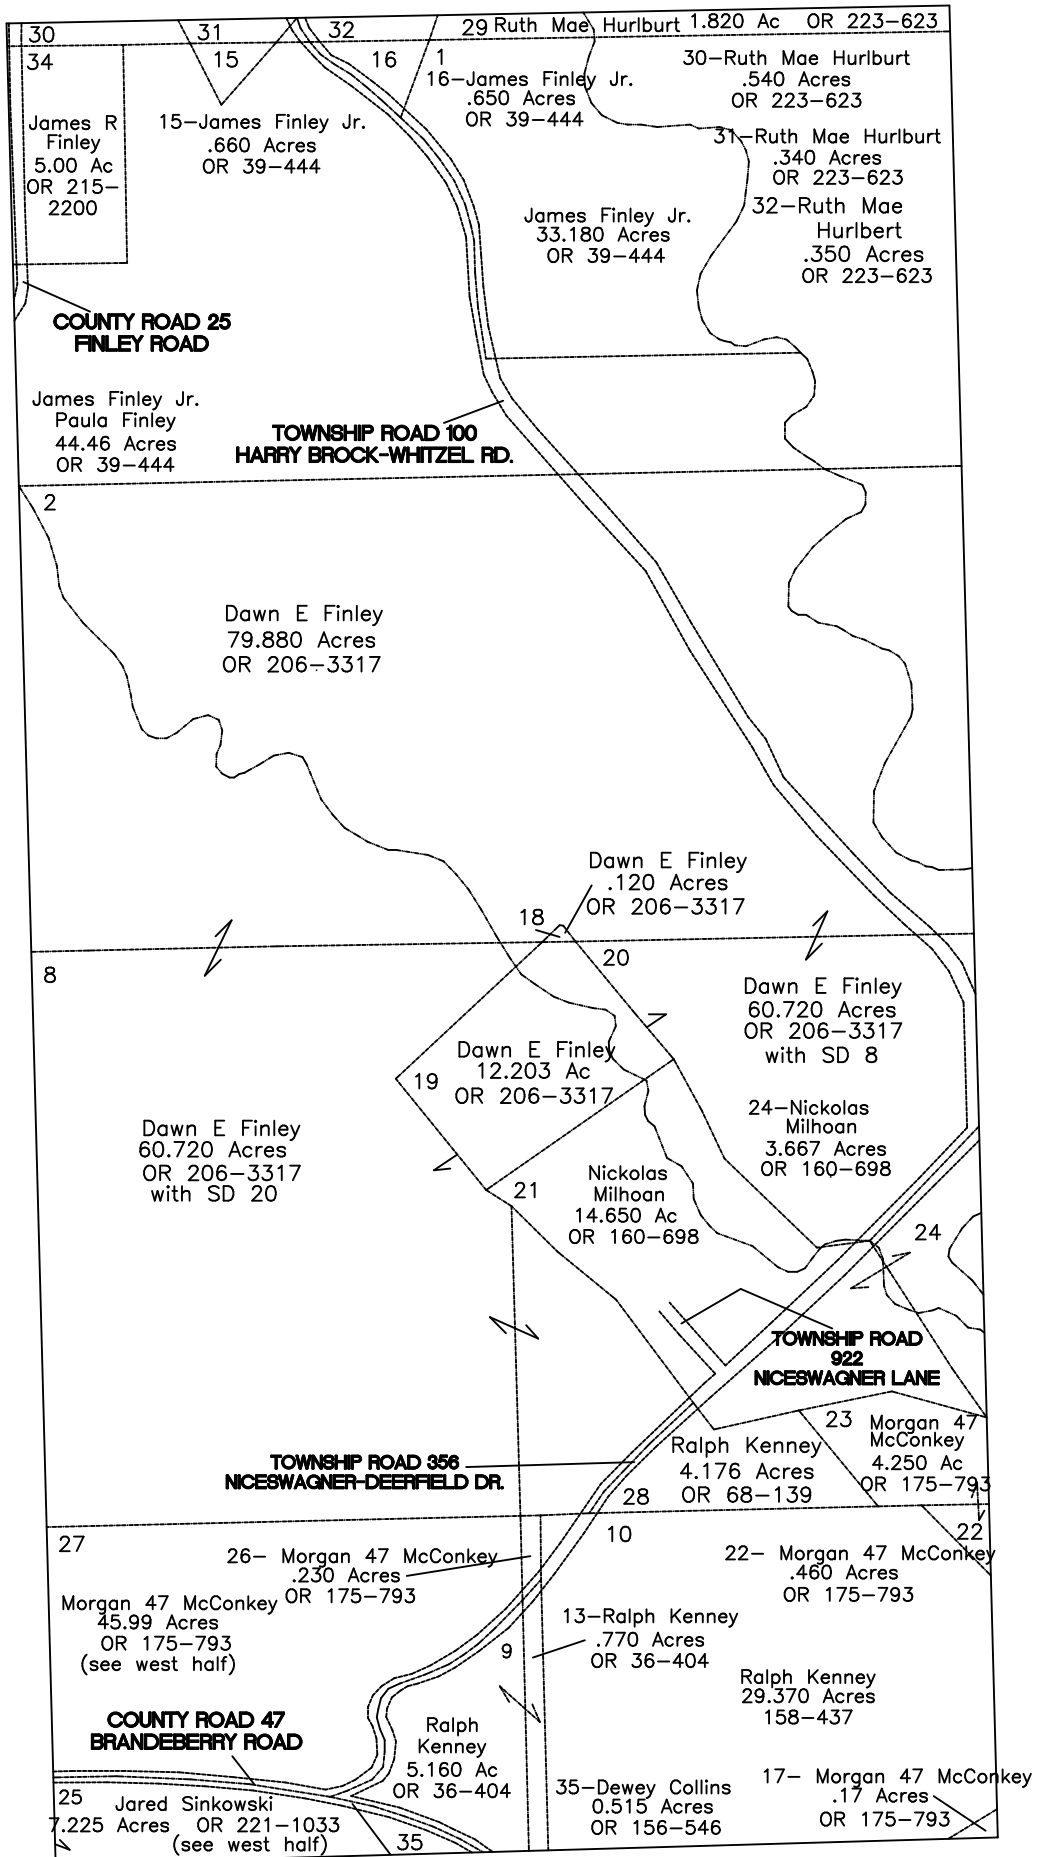 30
31
32
29 Ruth Mae Hurlburt 1.820 Ac OR 223-623
34
15
16
1
James R
Finley
5.00 Ac
OR 215-
2200
15-James Finley Jr.
.660 Acres
OR 39-444
16-James Finley Jr.
.650 Acres
OR 39-444
30-Ruth Mae Hurlburt
.540 Acres
OR 223-623
31-Ruth Mae Hurlburt
.340 Acres
OR 223-623
32-Ruth Mae
Hurlbert
.350 Acres
OR 223-623
James Finley Jr.
33.180 Acres
OR 39-444
COUNTY ROAD 25
FINLEY ROAD
James Finley Jr.
Paula Finley
44.46 Acres
OR 39-444
TOWNSHIP ROAD 100
HARRY BROCK-WHITZEL RD.
2
Dawn E Finley
79.880 Acres
OR 206-3317
Dawn E Finley
.120 Acres
OR 206-3317
18
8
20
Dawn E Finley
60.720 Acres
OR 206-3317
with SD 8
19
Dawn E Finley
12.203 Ac
OR 206-3317
24-Nickolas
Milhoan
3.667 Acres
OR 160-698
Dawn E Finley
60.720 Acres
OR 206-3317
with SD 20
21
Nickolas
Milhoan
14.650 Ac
OR 160-698
24
TOWNSHIP ROAD
922
NICESWAGNER LANE
23
Morgan 47
McConkey
4.250 Ac
OR 175-793
Ralph Kenney
4.176 Acres
OR 68-139
TOWNSHIP ROAD 356
NICESWAGNER-DEERFIELD DR.
28
27
10
22
26- Morgan 47 McConkey
.230 Acres
OR 175-793
22- Morgan 47 McConkey
.460 Acres
OR 175-793
Morgan 47 McConkey
45.99 Acres
OR 175-793
(see west half)
13-Ralph Kenney
.770 Acres
OR 36-404
9
Ralph Kenney
29.370 Acres
158-437
COUNTY ROAD 47
BRANDEBERRY ROAD
Ralph
Kenney
5.160 Ac
OR 36-404
35-Dewey Collins
0.515 Acres
OR 156-546
17- Morgan 47 McConkey
.17 Acres
OR 175-793
25
Jared Sinkowski
7.225 Acres OR 221-1033
(see west half)
35